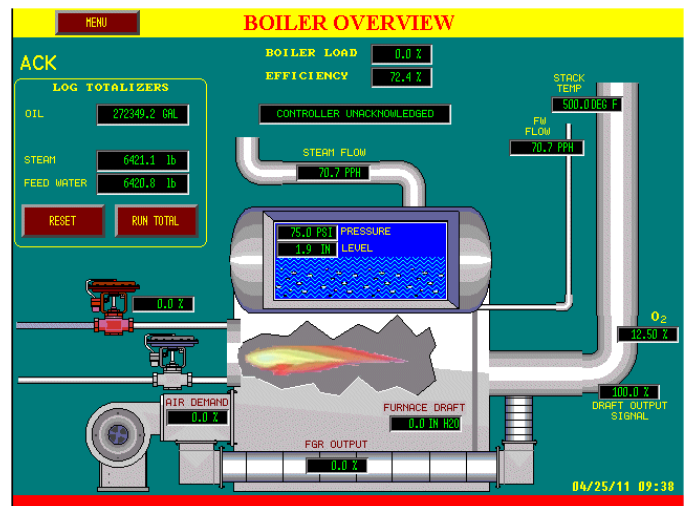 MENU
BOILER OVERVIEW
ACK
BOILER LOAD 0.0 %
EFFICIENCY 72.4 %
LOG TOTALIZERS
OIL 272349.2 GAL
STEAM 6421.1 lb
FEED WATER 6420.8 lb
RESET RUN TOTAL
CONTROLLER UNACKNOWLEDGED
STACK
TEMP
500.0 DEG F
FW
FLOW
70.7 PPH
STEAM FLOW
70.7 PPH
75.0 PSI PRESSURE
1.9 IN LEVEL
0.0 %
O2
12.50 %
AIR DEMAND
0.0 %
FURNACE DRAFT
0.0 IN H2O
100.0 %
DRAFT OUTPUT
SIGNAL
FGR OUTPUT
0.0 %
04/25/11 09:38